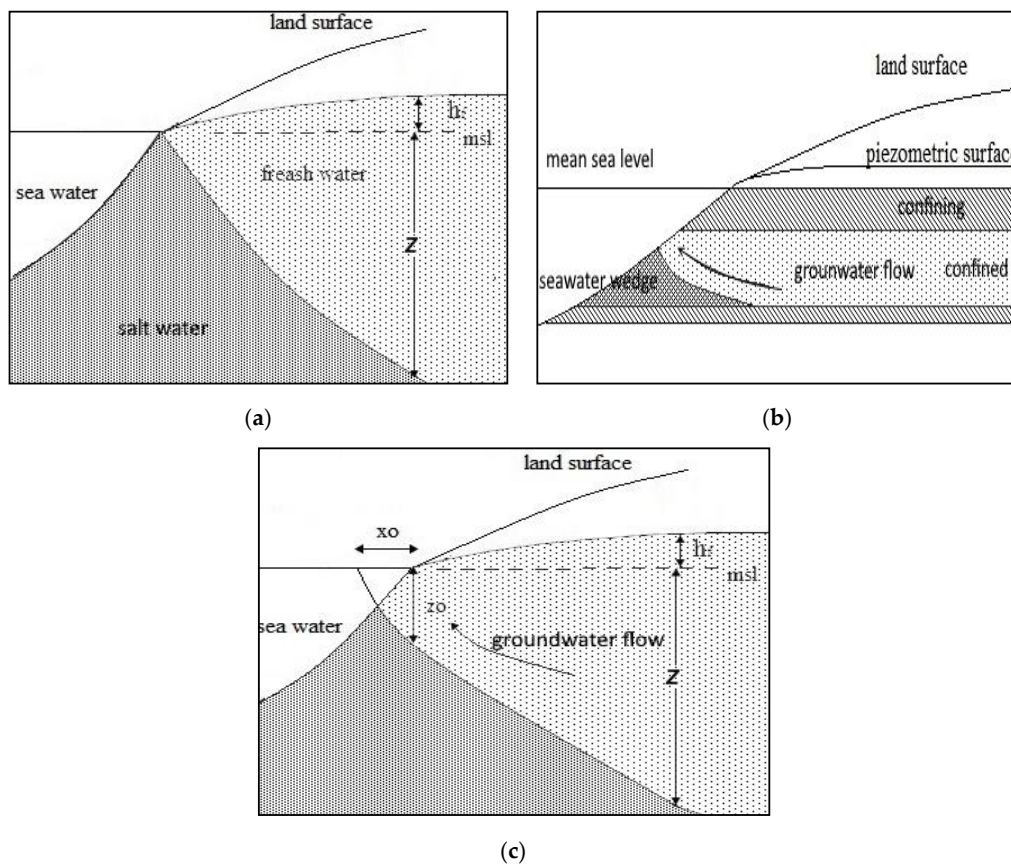 land surface
hf
msl
freash water
sea water
Z
salt water
(a)
land surface
piezometric surface
mean sea level
confining
grounwater flow
confined
seawater wedge
(b)
land surface
xo
hf
msl
zo
sea water
groundwater flow
Z
(c)